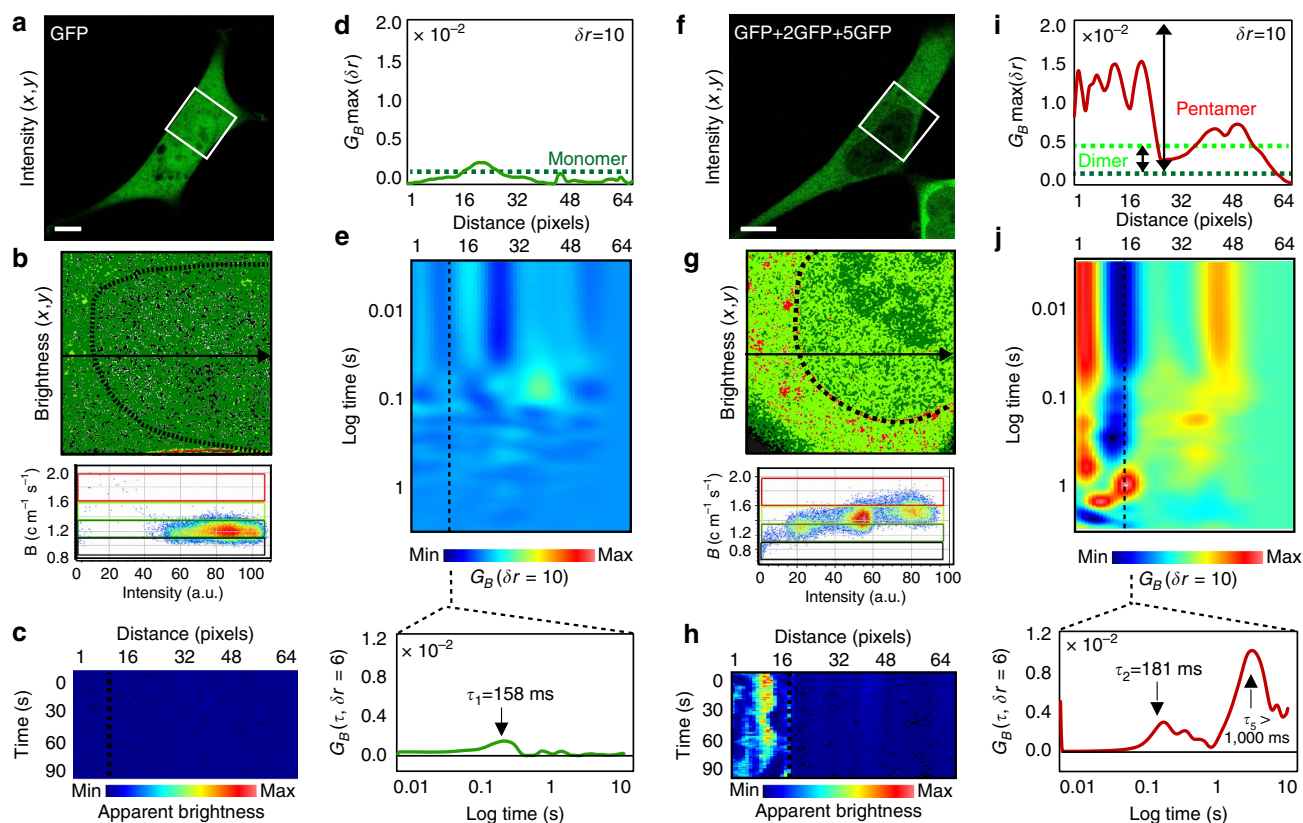 a
GFP
Intensity (x,y)
b
Brightness (x,y)
B (c m⁻¹ s⁻¹)
2.0
1.6
1.2
0.8
0 20 40 60 80 100
Intensity (a.u.)
c
Distance (pixels)
1 16 32 48 64
Time (s)
0
30
60
90
Min Max
Apparent brightness
d
G_B max (δr)
× 10⁻² δr=10
2.0
1.5
1.0
0.5
0.0
Monomer
1 16 32 48 64
Distance (pixels)
e
1 16 32 48 64
Log time (s)
0.01
0.1
1
Min Max
G_B (δr = 10)
G_B (τ, δr = 6)
1.2
0.8
0.4
0.0
× 10⁻²
τ₁=158 ms
0.01 0.1 1 10
Log time (s)
f
GFP+2GFP+5GFP
Intensity (x,y)
g
Brightness (x,y)
B (c m⁻¹ s⁻¹)
2.0
1.6
1.2
0.8
0 20 40 60 80 100
Intensity (a.u.)
h
Distance (pixels)
1 16 32 48 64
Time (s)
0
30
60
90
Min Max
Apparent brightness
i
G_B max(δr)
×10⁻² δr=10
2.0
1.5
1.0
0.5
0.0
Pentamer
Dimer
1 16 32 48 64
Distance (pixels)
j
1 16 32 48 64
Log time (s)
0.01
0.1
1
Min Max
G_B (δr = 10)
G_B (τ, δr = 6)
1.2
0.8
0.4
0.0
× 10⁻²
τ₂=181 ms
τ₅ >
1,000 ms
0.01 0.1 1 10
Log time (s)